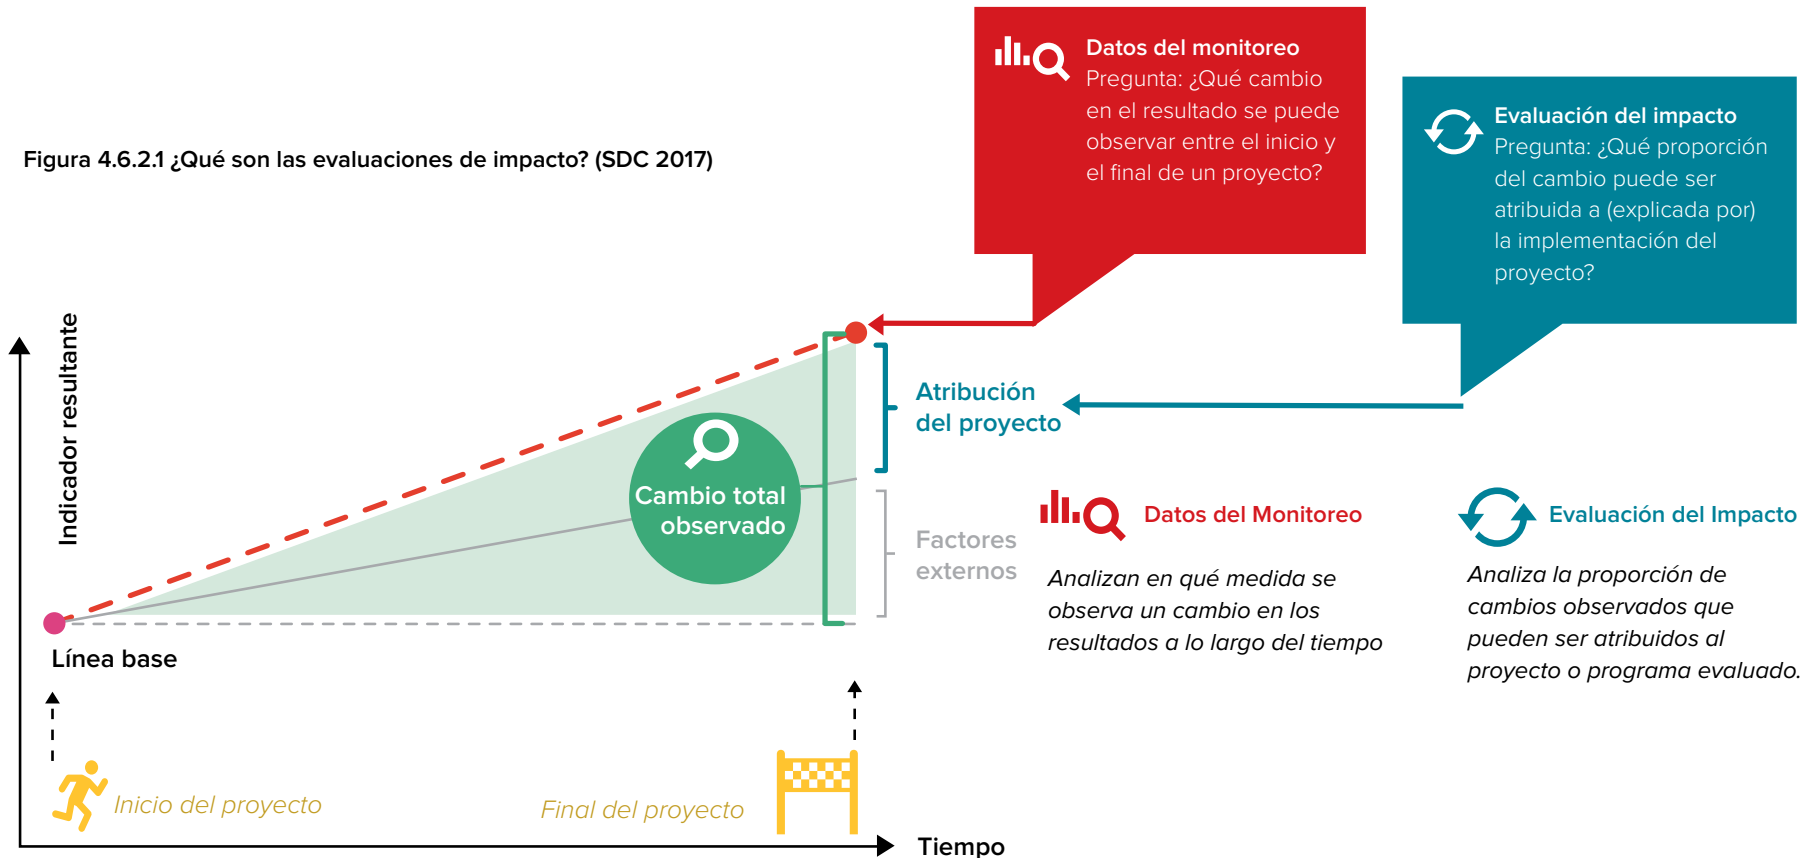 Datos del monitoreo
Pregunta: ¿Qué cambio
en el resultado se puede
observar entre el inicio y
el final de un proyecto?
Evaluación del impacto
Pregunta: ¿Qué proporción
del cambio puede ser
atribuida a (explicada por)
la implementación del
proyecto?
Figura 4.6.2.1 ¿Qué son las evaluaciones de impacto? (SDC 2017)
Indicador resultante
Atribución
del proyecto
Cambio total
observado
Factores
externos
Datos del Monitoreo
Analizan en qué medida se
observa un cambio en los
resultados a lo largo del tiempo
Evaluación del Impacto
Analiza la proporción de
cambios observados que
pueden ser atribuidos al
proyecto o programa evaluado.
Línea base
Inicio del proyecto
Final del proyecto
Tiempo